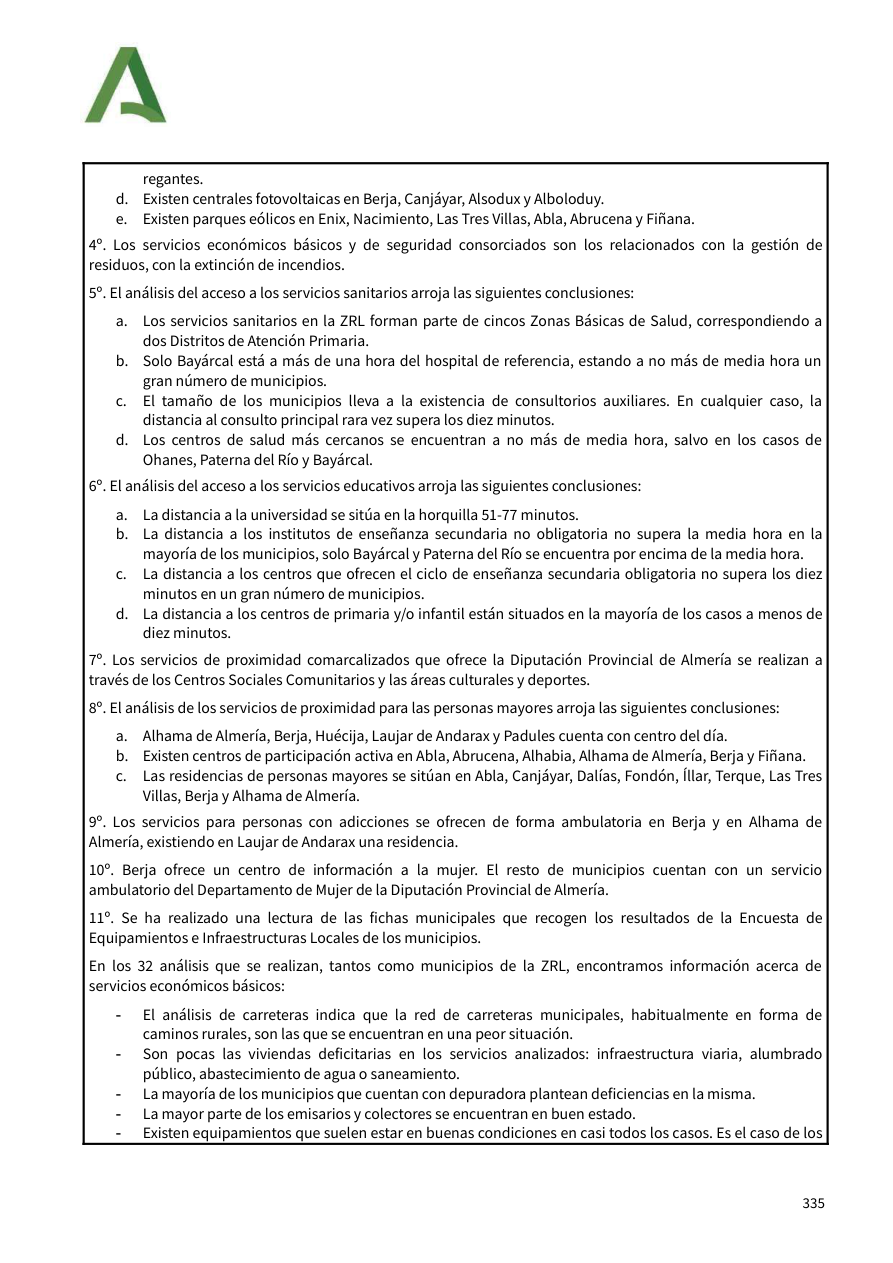 regantes.
d. Existen centrales fotovoltaicas en Berja, Canjáyar, Alsodux y Alboloduy.
e. Existen parques eólicos en Enix, Nacimiento, Las Tres Villas, Abla, Abrucena y Fiñana.
4º. Los servicios económicos básicos y de seguridad consorciados son los relacionados con la gestión de
residuos, con la extinción de incendios.
5º. El análisis del acceso a los servicios sanitarios arroja las siguientes conclusiones:
a. Los servicios sanitarios en la ZRL forman parte de cincos Zonas Básicas de Salud, correspondiendo a
dos Distritos de Atención Primaria.
b. Solo Bayárcal está a más de una hora del hospital de referencia, estando a no más de media hora un
gran número de municipios.
c. El tamaño de los municipios lleva a la existencia de consultorios auxiliares. En cualquier caso, la
distancia al consulto principal rara vez supera los diez minutos.
d. Los centros de salud más cercanos se encuentran a no más de media hora, salvo en los casos de
Ohanes, Paterna del Río y Bayárcal.
6º. El análisis del acceso a los servicios educativos arroja las siguientes conclusiones:
a. La distancia a la universidad se sitúa en la horquilla 51-77 minutos.
b. La distancia a los institutos de enseñanza secundaria no obligatoria no supera la media hora en la
mayoría de los municipios, solo Bayárcal y Paterna del Río se encuentra por encima de la media hora.
c. La distancia a los centros que ofrecen el ciclo de enseñanza secundaria obligatoria no supera los diez
minutos en un gran número de municipios.
d. La distancia a los centros de primaria y/o infantil están situados en la mayoría de los casos a menos de
diez minutos.
7º. Los servicios de proximidad comarcalizados que ofrece la Diputación Provincial de Almería se realizan a
través de los Centros Sociales Comunitarios y las áreas culturales y deportes.
8º. El análisis de los servicios de proximidad para las personas mayores arroja las siguientes conclusiones:
a. Alhama de Almería, Berja, Huécija, Laujar de Andarax y Padules cuenta con centro del día.
b. Existen centros de participación activa en Abla, Abrucena, Alhabia, Alhama de Almería, Berja y Fiñana.
c. Las residencias de personas mayores se sitúan en Abla, Canjáyar, Dalías, Fondón, Íllar, Terque, Las Tres
Villas, Berja y Alhama de Almería.
9º. Los servicios para personas con adicciones se ofrecen de forma ambulatoria en Berja y en Alhama de
Almería, existiendo en Laujar de Andarax una residencia.
10º. Berja ofrece un centro de información a la mujer. El resto de municipios cuentan con un servicio
ambulatorio del Departamento de Mujer de la Diputación Provincial de Almería.
11º. Se ha realizado una lectura de las fichas municipales que recogen los resultados de la Encuesta de
Equipamientos e Infraestructuras Locales de los municipios.
En los 32 análisis que se realizan, tantos como municipios de la ZRL, encontramos información acerca de
servicios económicos básicos:
- El análisis de carreteras indica que la red de carreteras municipales, habitualmente en forma de
caminos rurales, son las que se encuentran en una peor situación.
- Son pocas las viviendas deficitarias en los servicios analizados: infraestructura viaria, alumbrado
público, abastecimiento de agua o saneamiento.
- La mayoría de los municipios que cuentan con depuradora plantean deficiencias en la misma.
- La mayor parte de los emisarios y colectores se encuentran en buen estado.
- Existen equipamientos que suelen estar en buenas condiciones en casi todos los casos. Es el caso de los
335